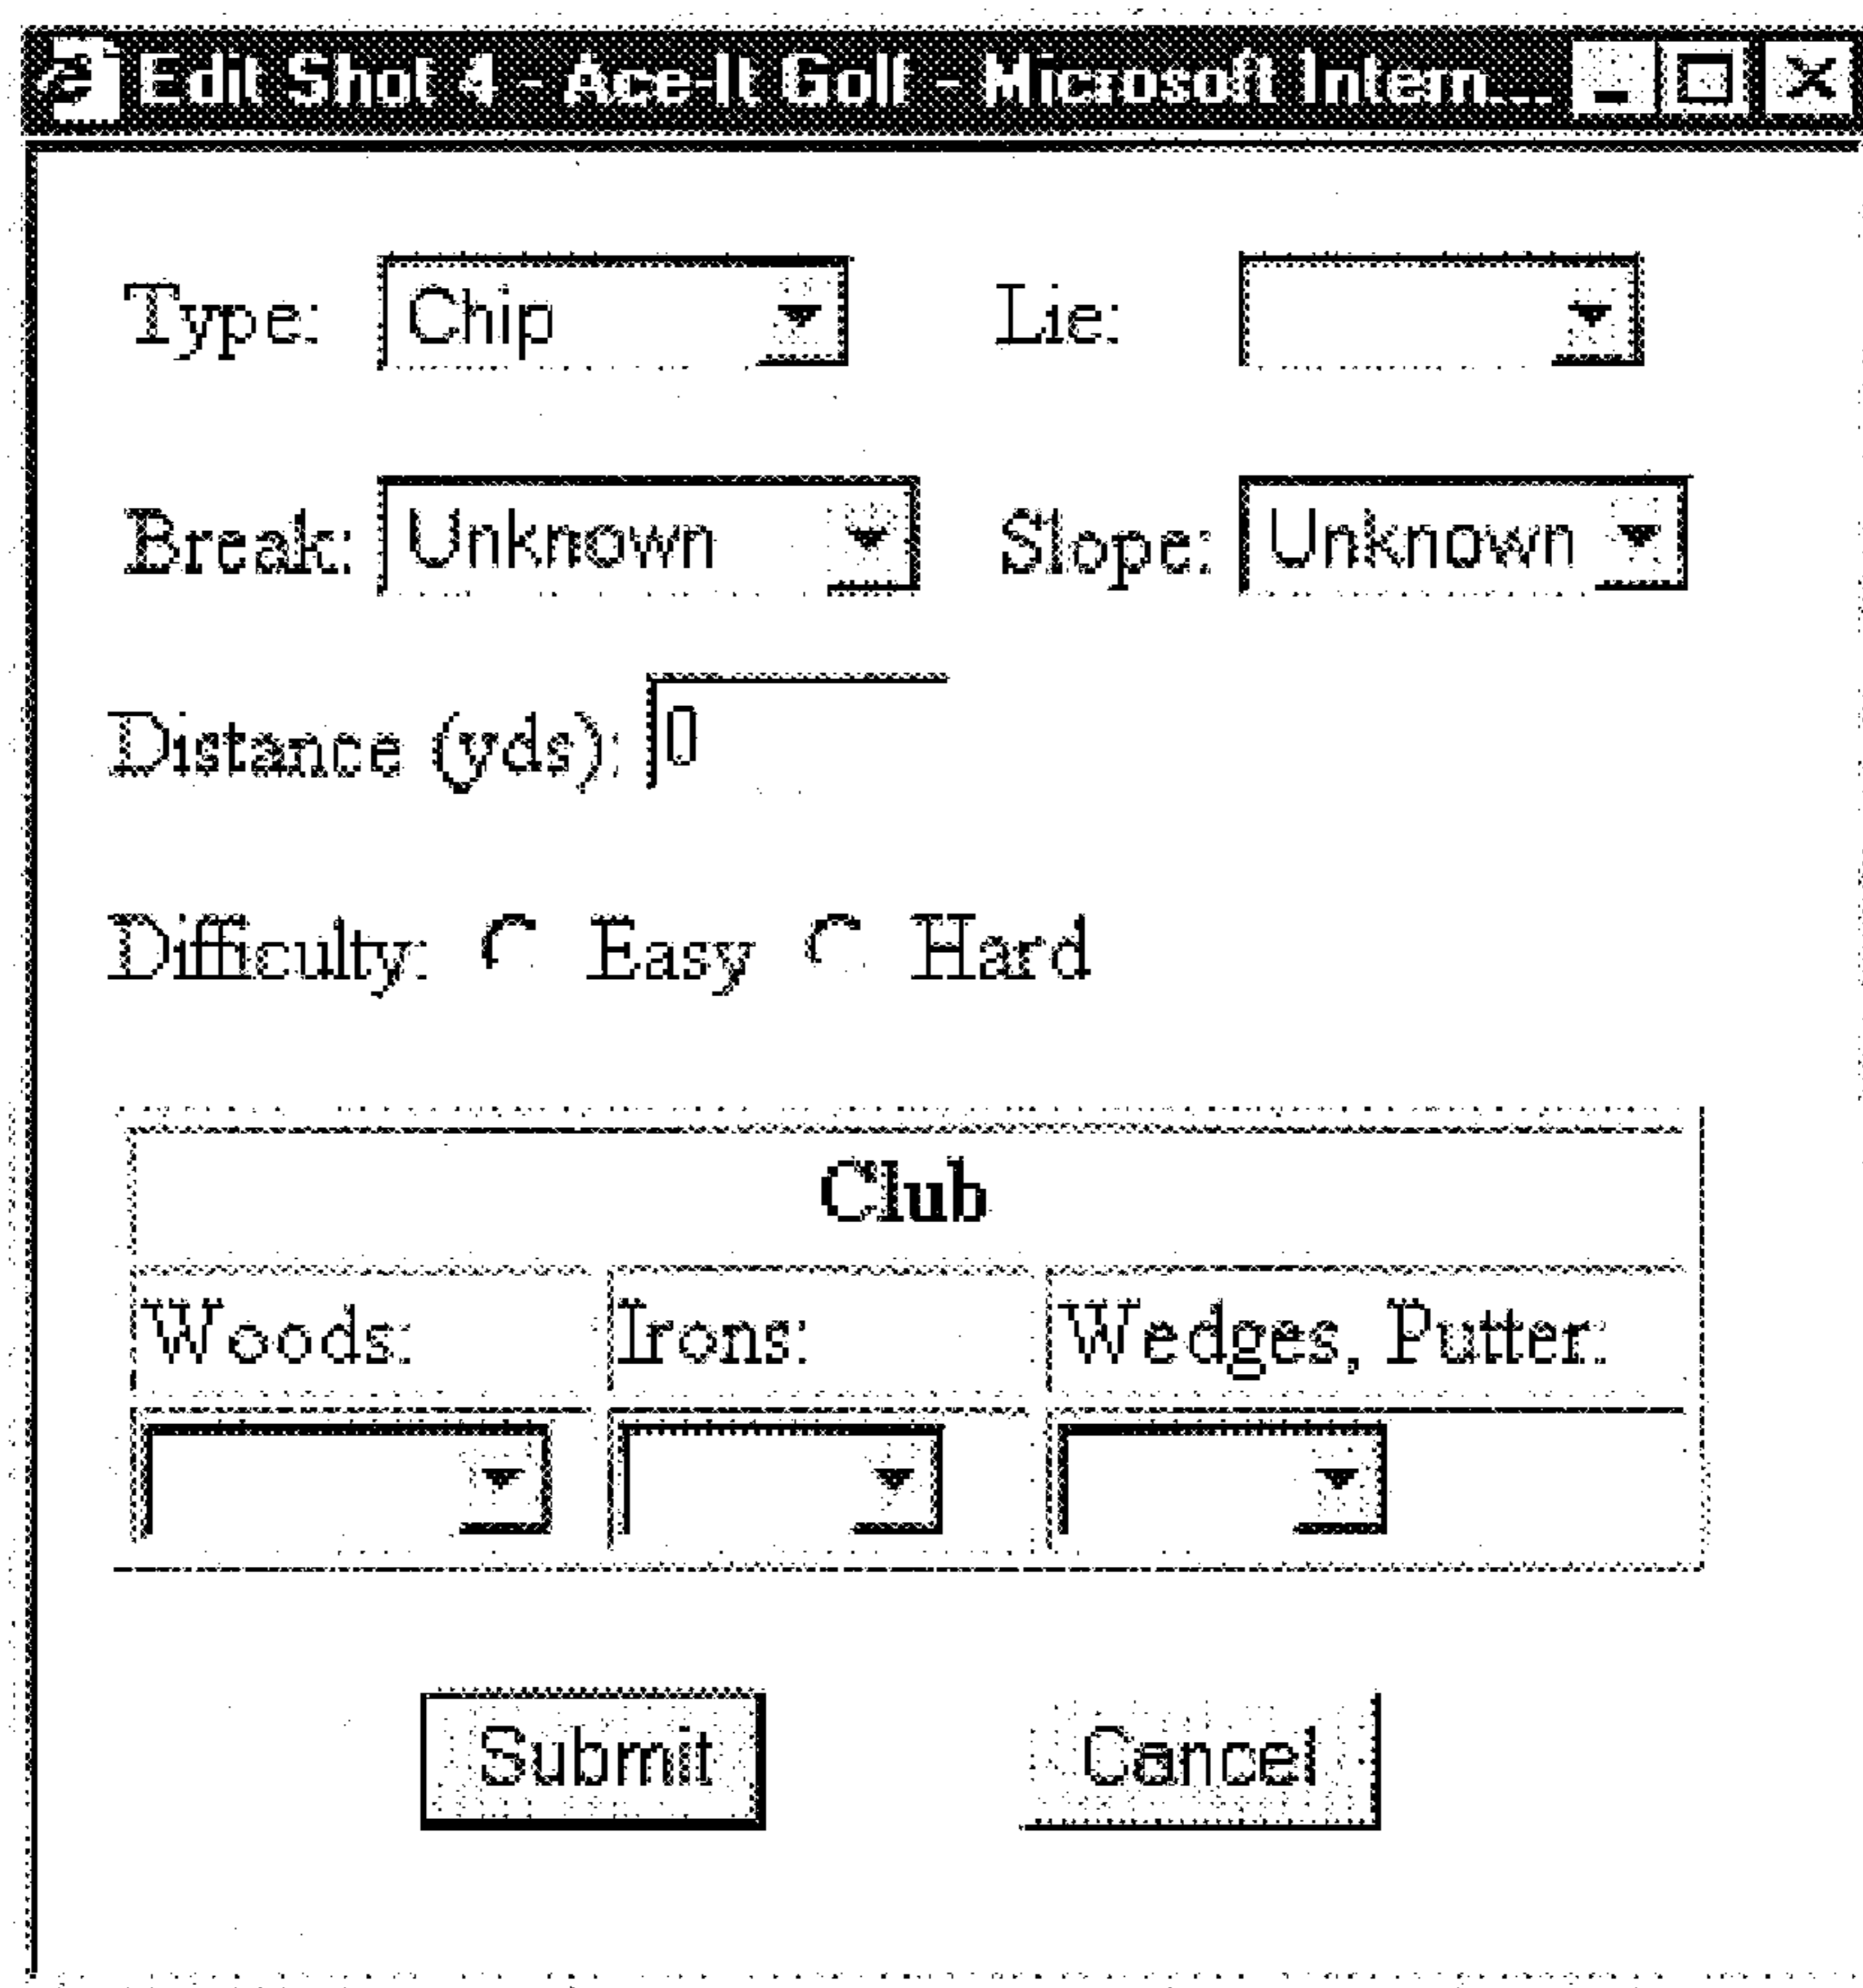 Edit Shot 4 - Ace-It Golf - Microsoft Intern...
Type: Chip Lie:
Break: Unknown Slope: Unknown
Distance (yds): 0
Difficulty: Easy Hard
Club
Woods: Irons: Wedges, Putter:
Submit Cancel